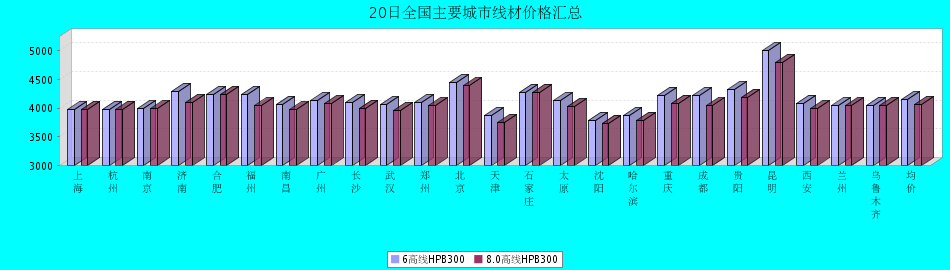 20日全国主要城市线材价格汇总
5000
4500
4000
3500
3000
上海 杭州 南京 济南 合肥 福州 南昌 广州 长沙 武汉 郑州 北京 天津 石家庄 太原 沈阳 哈尔滨 重庆 成都 贵阳 昆明 西安 兰州 乌鲁木齐 均价
6高线HPB300 8.0高线HPB300